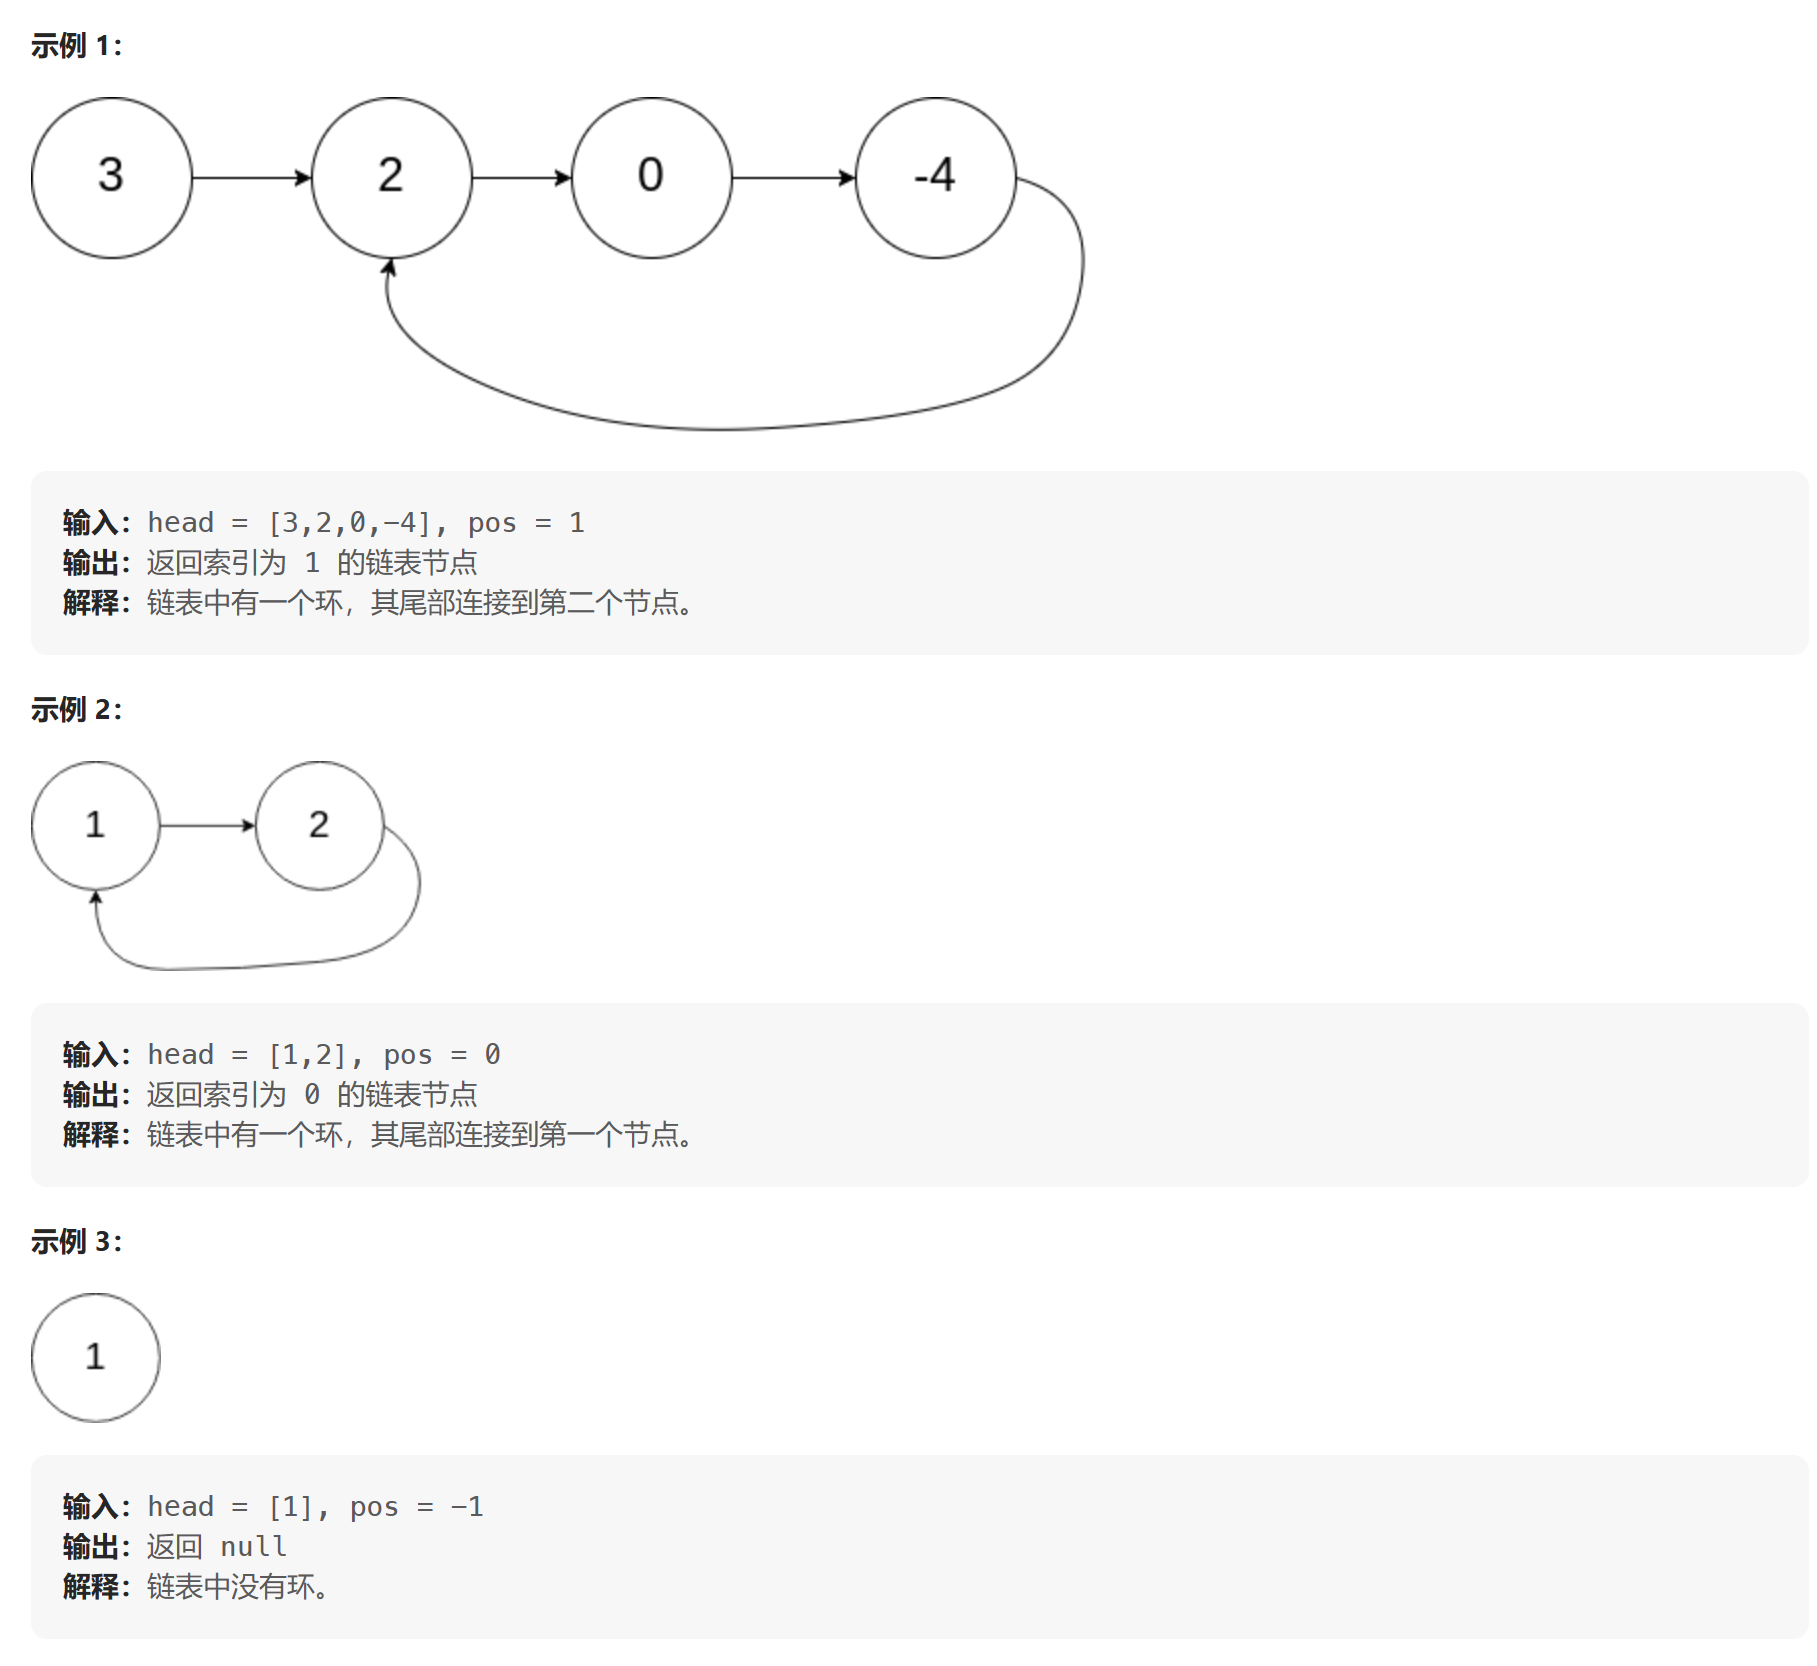 示例 1：
3 2 0 -4
输入：head = [3,2,0,-4], pos = 1
输出：返回索引为 1 的链表节点
解释：链表中有一个环，其尾部连接到第二个节点。
示例 2：
1 2
输入：head = [1,2], pos = 0
输出：返回索引为 0 的链表节点
解释：链表中有一个环，其尾部连接到第一个节点。
示例 3：
1
输入：head = [1], pos = -1
输出：返回 null
解释：链表中没有环。